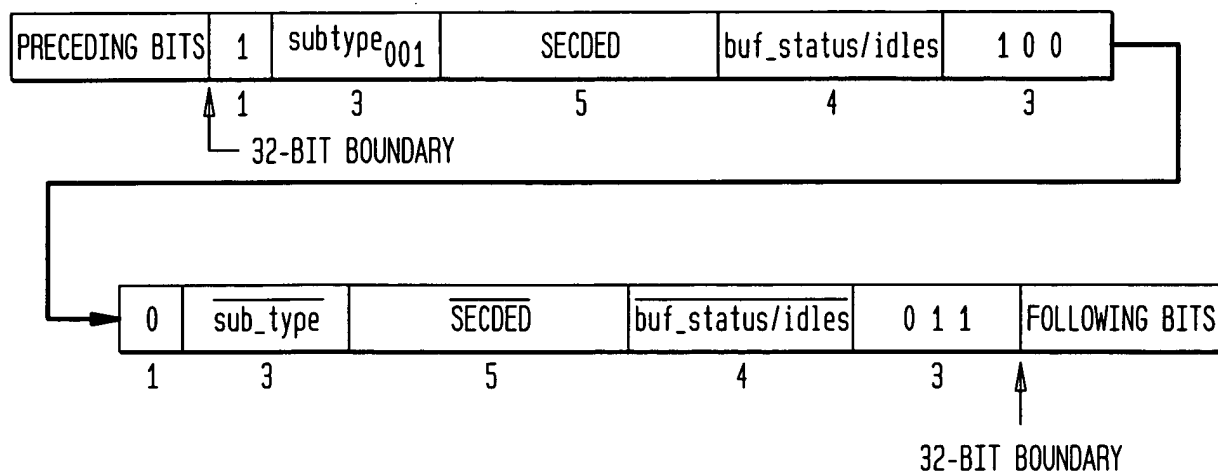 PRECEDING BITS 1 subtype001 SECDED buf_status/idles 1 0 0
1 3 5 4 3
32-BIT BOUNDARY
0 sub_type SECDED buf_status/idles 0 1 1 FOLLOWING BITS
1 3 5 4 3
32-BIT BOUNDARY